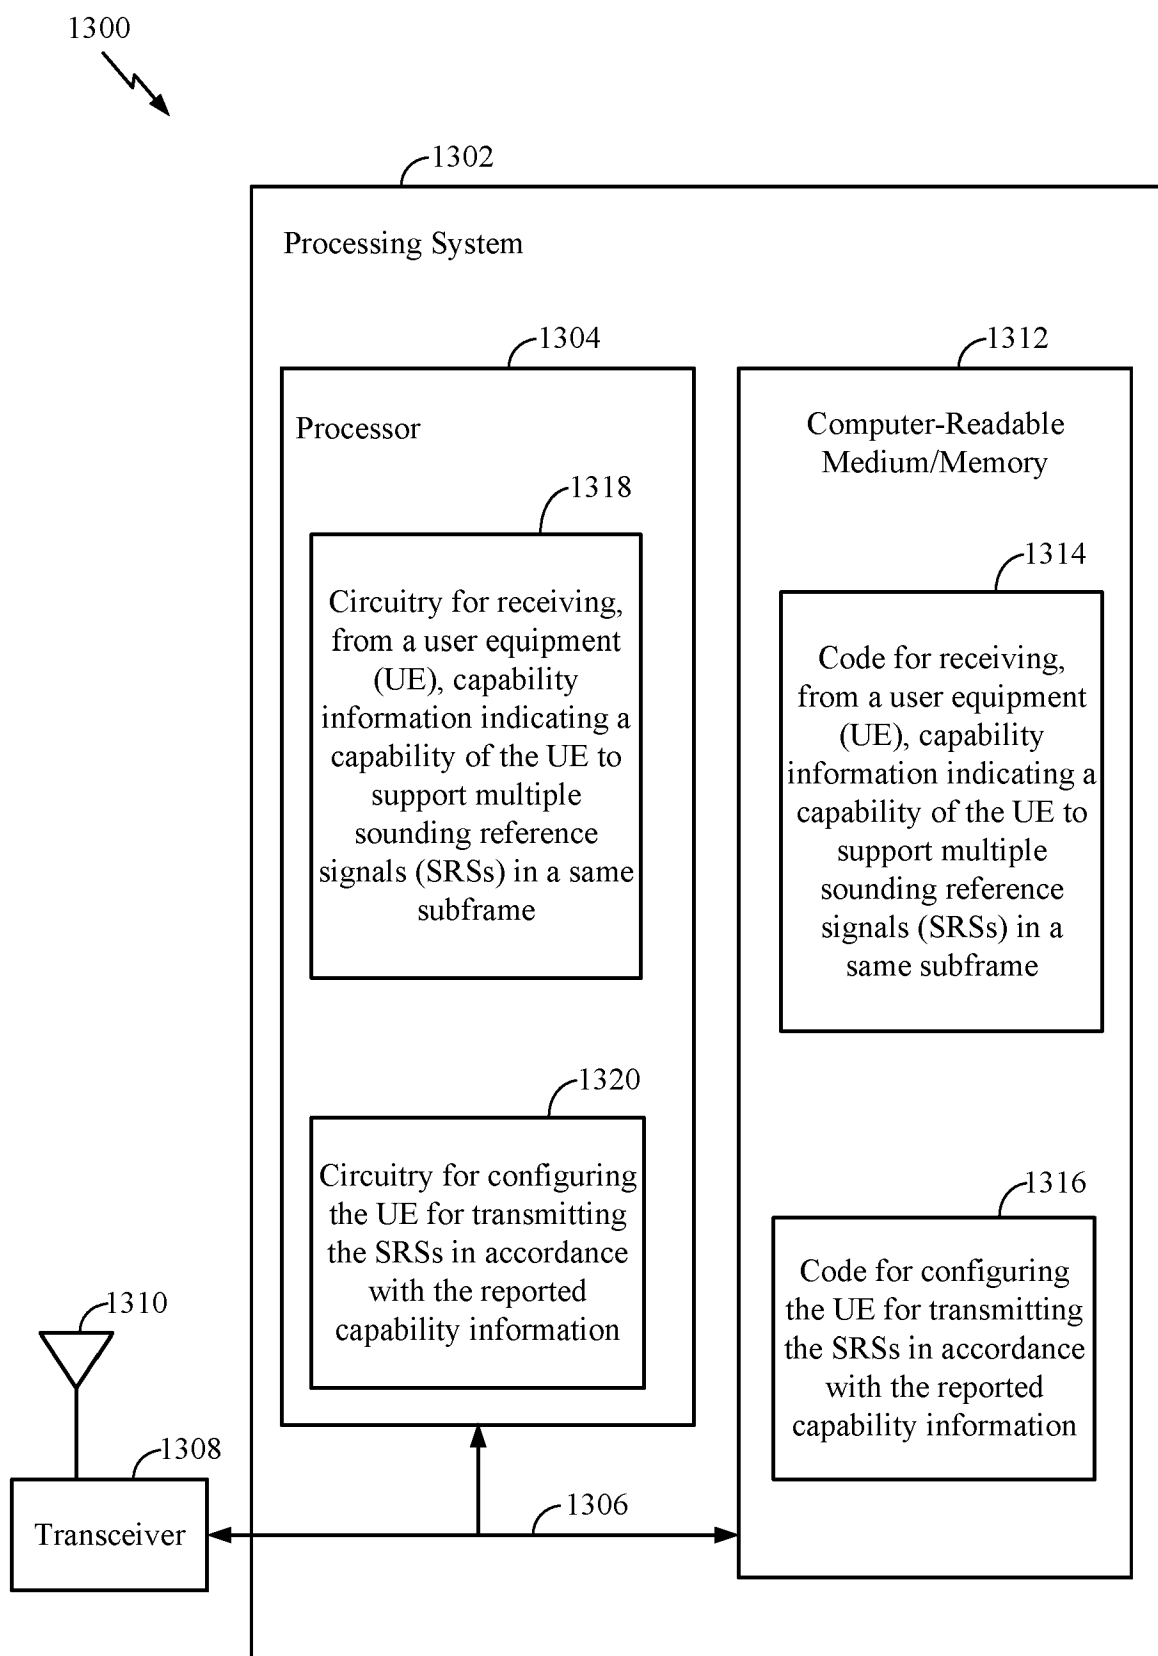 1300
1302
Processing System
1304
Processor
1318
Circuitry for receiving,
from a user equipment
(UE), capability
information indicating a
capability of the UE to
support multiple
sounding reference
signals (SRSs) in a same
subframe
1320
Circuitry for configuring
the UE for transmitting
the SRSs in accordance
with the reported
capability information
1312
Computer-Readable
Medium/Memory
1314
Code for receiving,
from a user equipment
(UE), capability
information indicating a
capability of the UE to
support multiple
sounding reference
signals (SRSs) in a
same subframe
1316
Code for configuring
the UE for transmitting
the SRSs in accordance
with the reported
capability information
1310
1308
Transceiver
1306